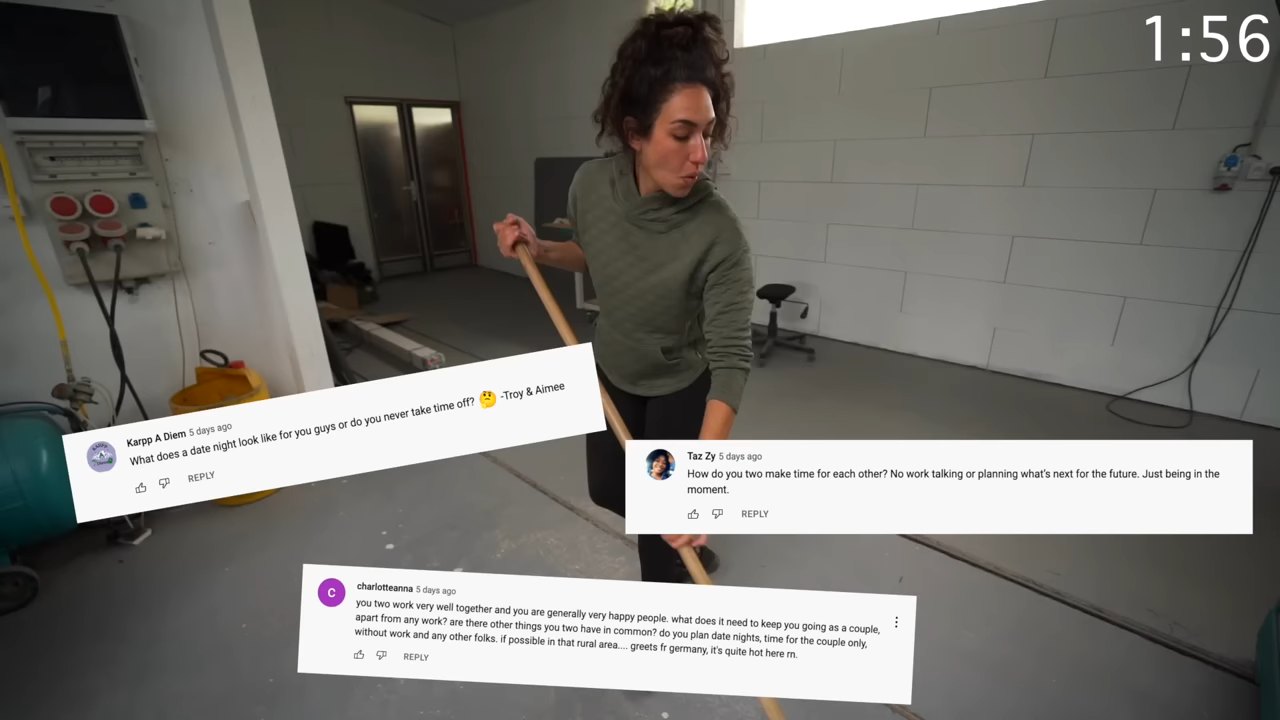 1:56
Karpp A Diem 5 days ago
What does a date night look like for you guys or do you never take time off? 🤔 -Troy & Aimee
REPLY
Taz Zy 5 days ago
How do you two make time for each other? No work talking or planning what's next for the future. Just being in the
moment.
REPLY
C
charlotteanna 5 days ago
you two work very well together and you are generally very happy people. what does it need to keep you going as a couple,
apart from any work? are there other things you two have in common? do you plan date nights, time for the couple only,
without work and any other folks. if possible in that rural area.... greets fr germany, it's quite hot here rn.
REPLY